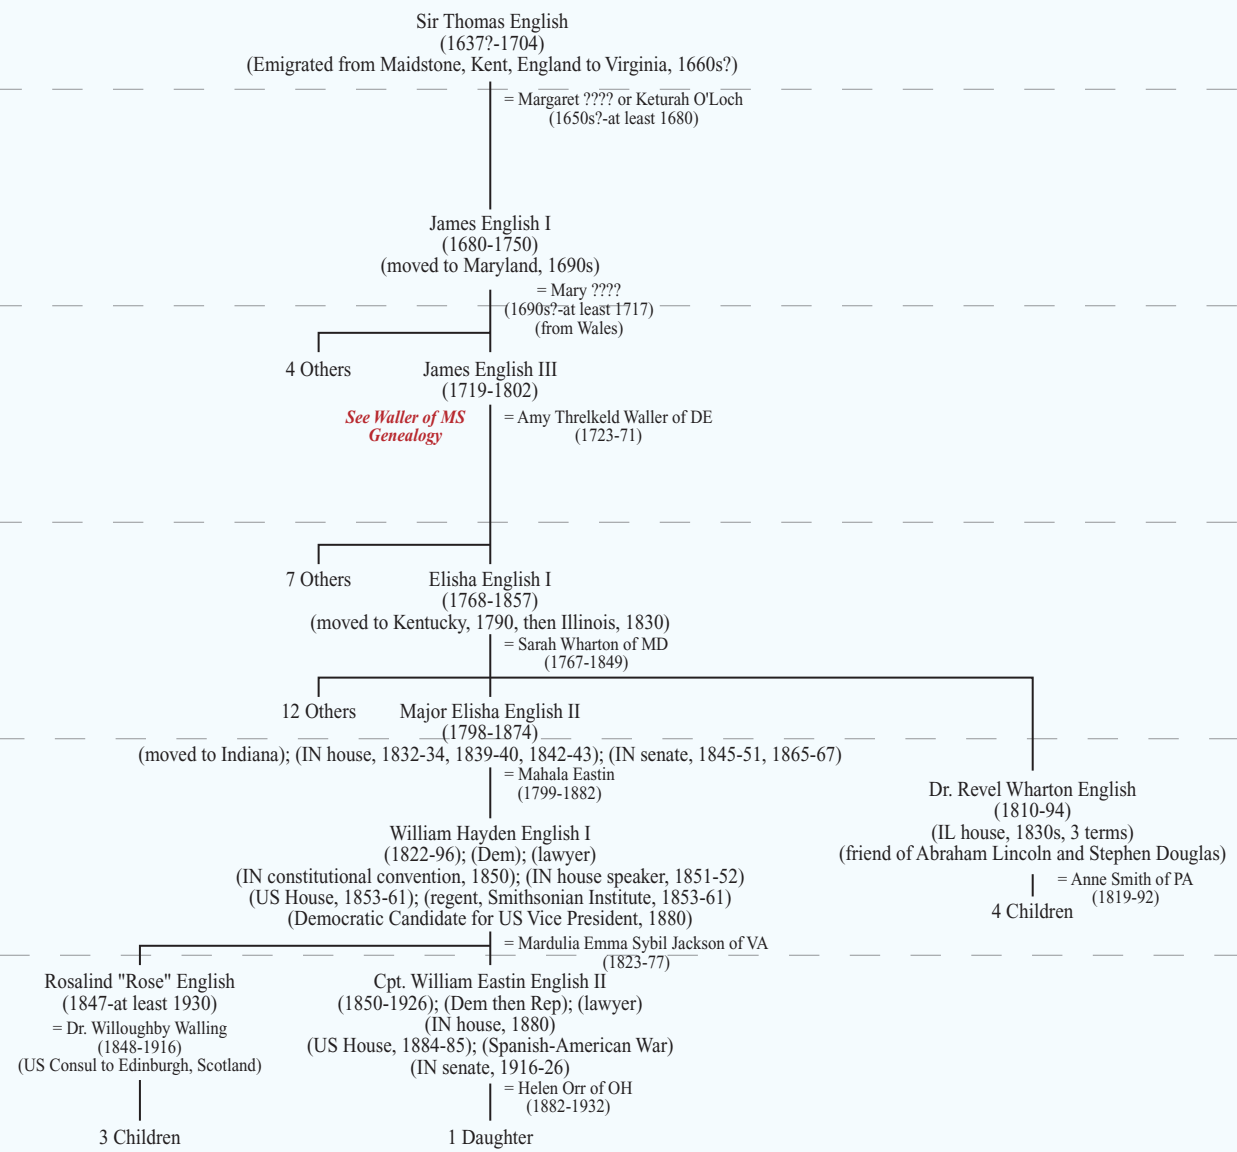 Sir Thomas English
(1637?-1704)
(Emigrated from Maidstone, Kent, England to Virginia, 1660s?)
= Margaret ???? or Keturah O'Loch
(1650s?-at least 1680)
James English I
(1680-1750)
(moved to Maryland, 1690s)
= Mary ????
(1690s?-at least 1717)
(from Wales)
4 Others
James English III
(1719-1802)
See Waller of MS
Genealogy
= Amy Threlkeld Waller of DE
(1723-71)
7 Others
Elisha English I
(1768-1857)
(moved to Kentucky, 1790, then Illinois, 1830)
= Sarah Wharton of MD
(1767-1849)
12 Others
Major Elisha English II
(1798-1874)
(moved to Indiana); (IN house, 1832-34, 1839-40, 1842-43); (IN senate, 1845-51, 1865-67)
= Mahala Eastin
(1799-1882)
Dr. Revel Wharton English
(1810-94)
(IL house, 1830s, 3 terms)
(friend of Abraham Lincoln and Stephen Douglas)
= Anne Smith of PA
(1819-92)
4 Children
William Hayden English I
(1822-96); (Dem); (lawyer)
(IN constitutional convention, 1850); (IN house speaker, 1851-52)
(US House, 1853-61); (regent, Smithsonian Institute, 1853-61)
(Democratic Candidate for US Vice President, 1880)
= Mardulia Emma Sybil Jackson of VA
(1823-77)
Rosalind "Rose" English
(1847-at least 1930)
= Dr. Willoughby Walling
(1848-1916)
(US Consul to Edinburgh, Scotland)
3 Children
Cpt. William Eastin English II
(1850-1926); (Dem then Rep); (lawyer)
(IN house, 1880)
(US House, 1884-85); (Spanish-American War)
(IN senate, 1916-26)
= Helen Orr of OH
(1882-1932)
1 Daughter